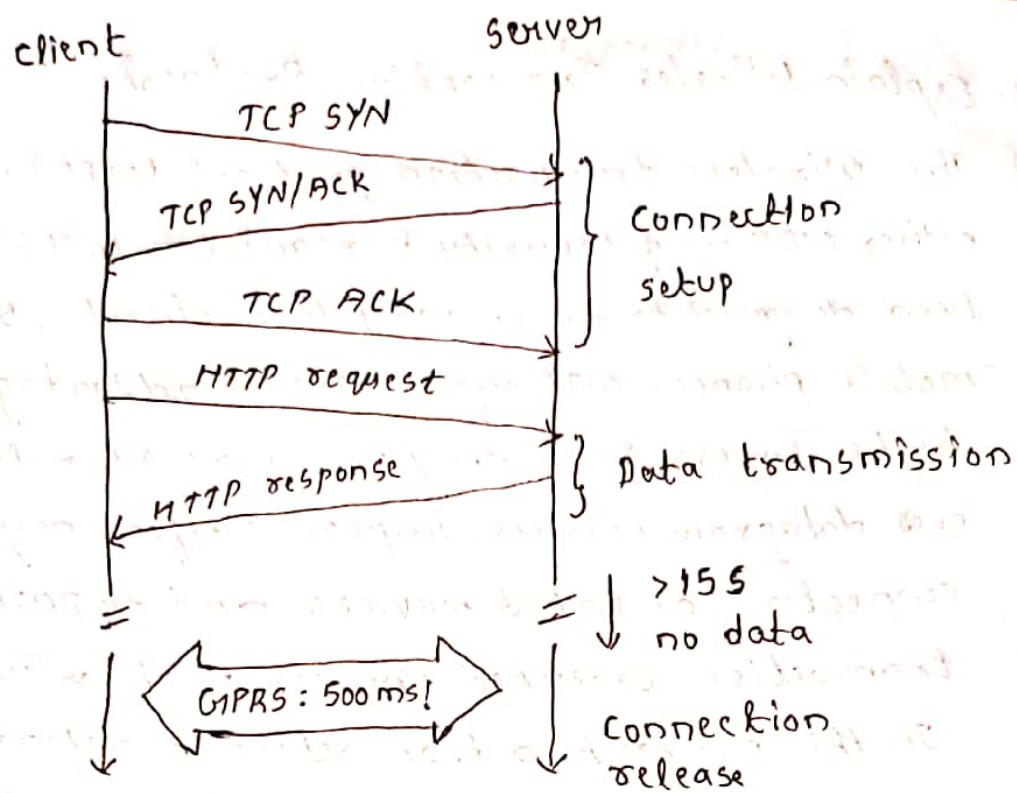 client
server
TCP SYN
TCP SYN/ACK
TCP ACK
Connection
setup
HTTP request
HTTP response
Data transmission
>15s
no data
GPRS: 500 ms!
Connection
release